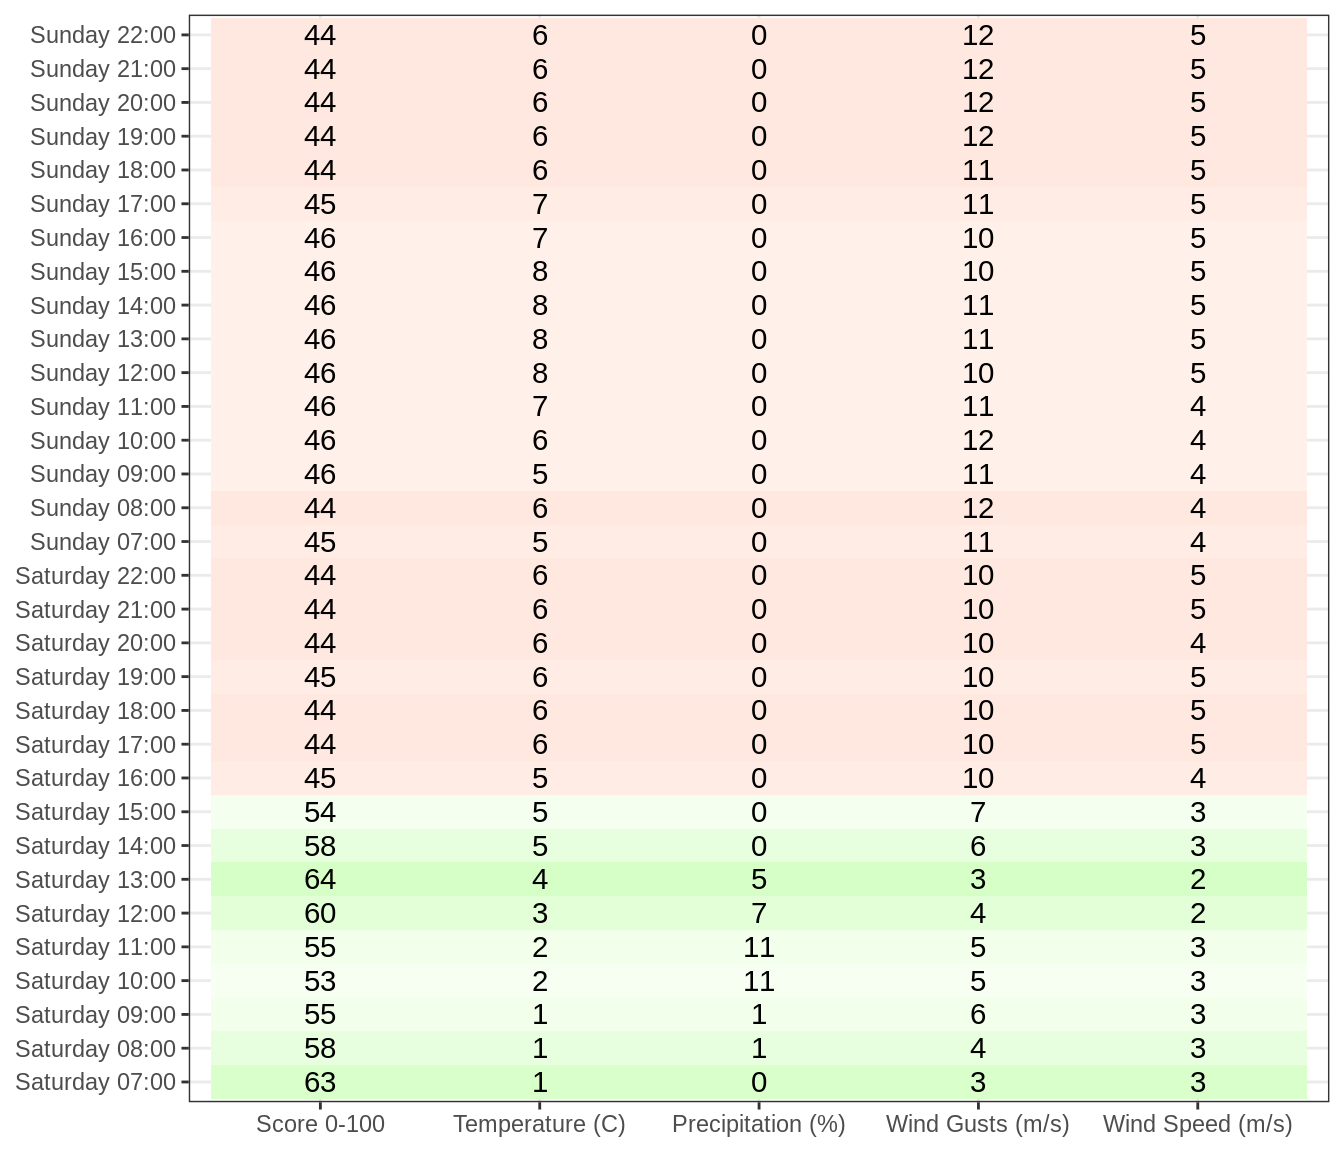 Sunday 22:00 44 6 0 12 5
Sunday 21:00 44 6 0 12 5
Sunday 20:00 44 6 0 12 5
Sunday 19:00 44 6 0 12 5
Sunday 18:00 44 6 0 11 5
Sunday 17:00 45 7 0 11 5
Sunday 16:00 46 7 0 10 5
Sunday 15:00 46 8 0 10 5
Sunday 14:00 46 8 0 11 5
Sunday 13:00 46 8 0 11 5
Sunday 12:00 46 8 0 10 5
Sunday 11:00 46 7 0 11 4
Sunday 10:00 46 6 0 12 4
Sunday 09:00 46 5 0 11 4
Sunday 08:00 44 6 0 12 4
Sunday 07:00 45 5 0 11 4
Saturday 22:00 44 6 0 10 5
Saturday 21:00 44 6 0 10 5
Saturday 20:00 44 6 0 10 4
Saturday 19:00 45 6 0 10 5
Saturday 18:00 44 6 0 10 5
Saturday 17:00 44 6 0 10 5
Saturday 16:00 45 5 0 10 4
Saturday 15:00 54 5 0 7 3
Saturday 14:00 58 5 0 6 3
Saturday 13:00 64 4 5 3 2
Saturday 12:00 60 3 7 4 2
Saturday 11:00 55 2 11 5 3
Saturday 10:00 53 2 11 5 3
Saturday 09:00 55 1 1 6 3
Saturday 08:00 58 1 1 4 3
Saturday 07:00 63 1 0 3 3
Score 0-100 Temperature (C) Precipitation (%) Wind Gusts (m/s) Wind Speed (m/s)